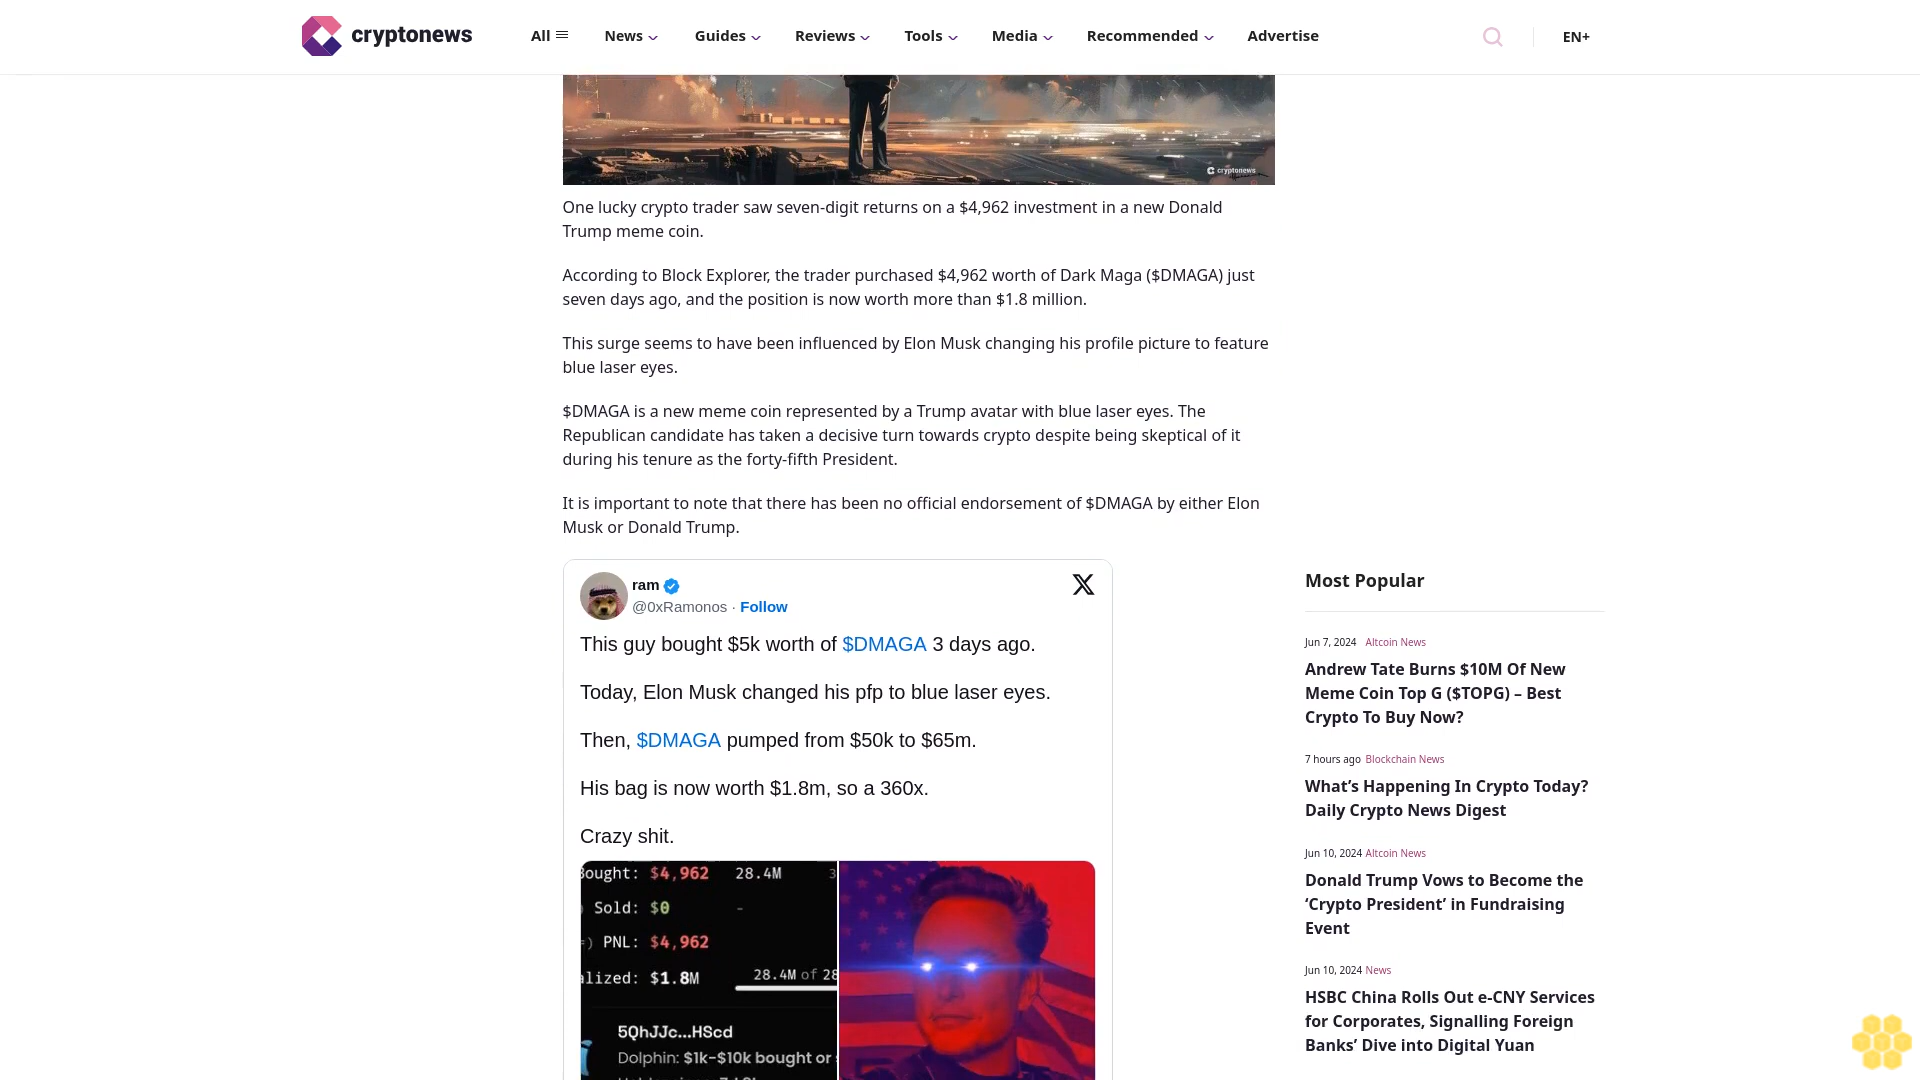 cryptonews
All News Guides Reviews Tools Media Recommended Advertise EN+
cryptonews
One lucky crypto trader saw seven-digit returns on a $4,962 investment in a new Donald
Trump meme coin.
According to Block Explorer, the trader purchased $4,962 worth of Dark Maga ($DMAGA) just
seven days ago, and the position is now worth more than $1.8 million.
This surge seems to have been influenced by Elon Musk changing his profile picture to feature
blue laser eyes.
$DMAGA is a new meme coin represented by a Trump avatar with blue laser eyes. The
Republican candidate has taken a decisive turn towards crypto despite being skeptical of it
during his tenure as the forty-fifth President.
It is important to note that there has been no official endorsement of $DMAGA by either Elon
Musk or Donald Trump.
ram
@0xRamonos · Follow
This guy bought $5k worth of $DMAGA 3 days ago.
Today, Elon Musk changed his pfp to blue laser eyes.
Then, $DMAGA pumped from $50k to $65m.
His bag is now worth $1.8m, so a 360x.
Crazy shit.
Bought: $4,962 28.4M 3
Sold: $0 -
PNL: $4,962
alized: $1.8M 28.4M of 28
5QhJJc...HScd
Dolphin: $1k-$10k bought or
Most Popular
Jun 7, 2024 Altcoin News
Andrew Tate Burns $10M Of New
Meme Coin Top G ($TOPG) – Best
Crypto To Buy Now?
7 hours ago Blockchain News
What’s Happening In Crypto Today?
Daily Crypto News Digest
Jun 10, 2024 Altcoin News
Donald Trump Vows to Become the
‘Crypto President’ in Fundraising
Event
Jun 10, 2024 News
HSBC China Rolls Out e-CNY Services
for Corporates, Signalling Foreign
Banks’ Dive into Digital Yuan